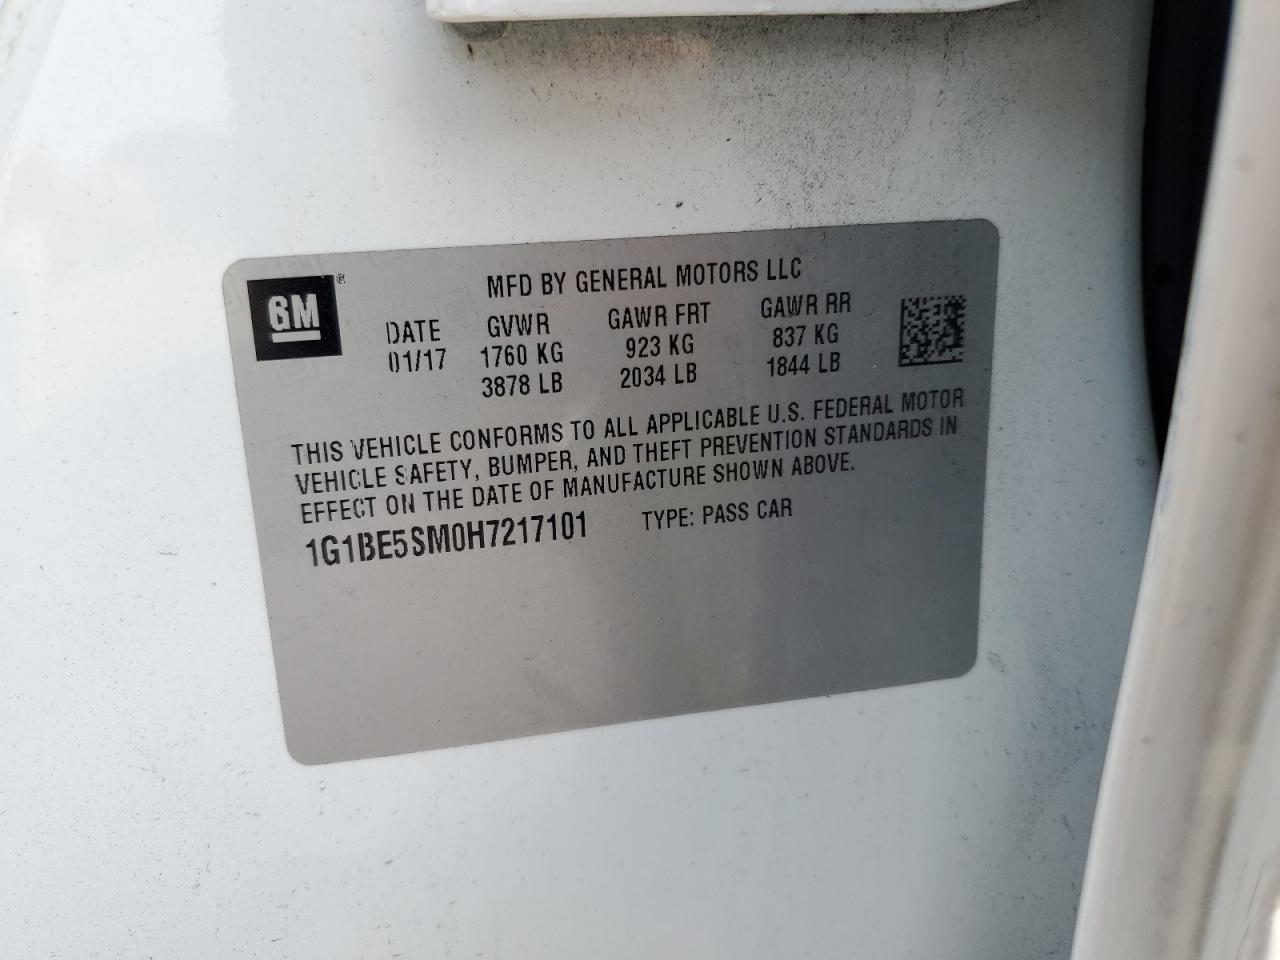 GM®
MFD BY GENERAL MOTORS LLC
DATE GVWR GAWR FRT GAWR RR
01/17 1760 KG 923 KG 837 KG
3878 LB 2034 LB 1844 LB
THIS VEHICLE CONFORMS TO ALL APPLICABLE U.S. FEDERAL MOTOR
VEHICLE SAFETY, BUMPER, AND THEFT PREVENTION STANDARDS IN
EFFECT ON THE DATE OF MANUFACTURE SHOWN ABOVE.
1G1BE5SM0H7217101 TYPE: PASS CAR